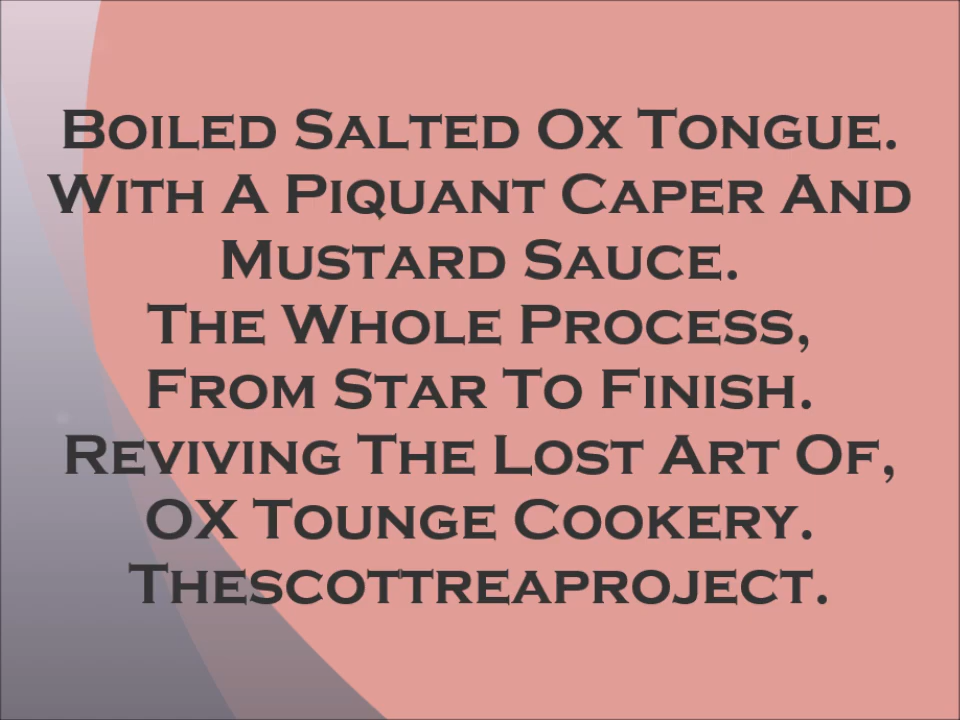 Boiled Salted Ox Tongue.
With A Piquant Caper And
Mustard Sauce.
The Whole Process,
From Star To Finish.
Reviving The Lost Art Of,
OX Tounge Cookery.
Thescottreaproject.